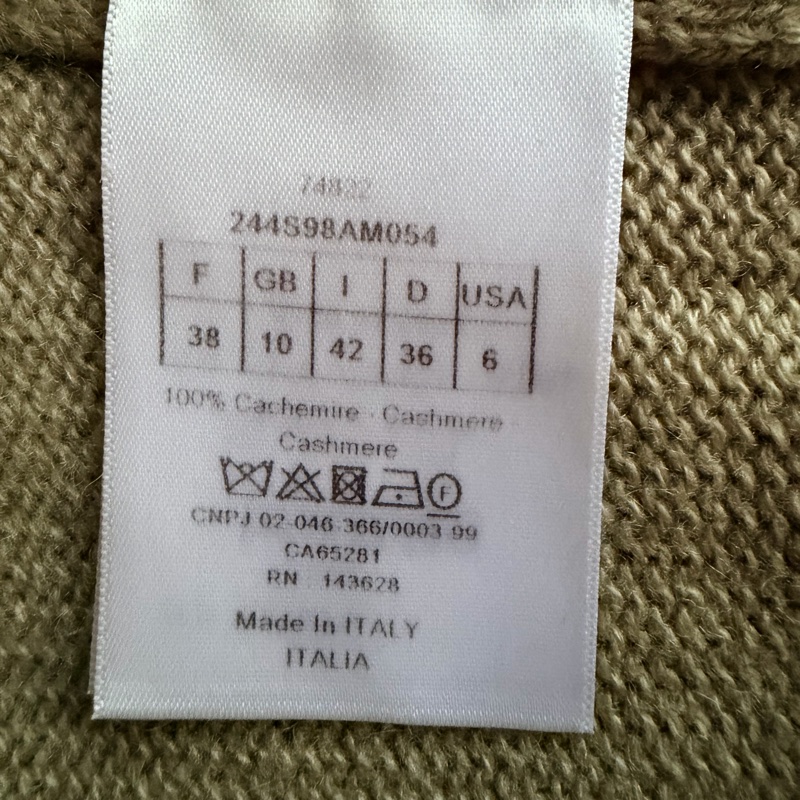 74822
244S98AM054
F GB I D USA
38 10 42 36 6
100% Cachemire - Cashmere
Cashmere
F
CNPJ 02-046-366/0003-99
CA65281
RN : 143628
Made In ITALY
ITALIA